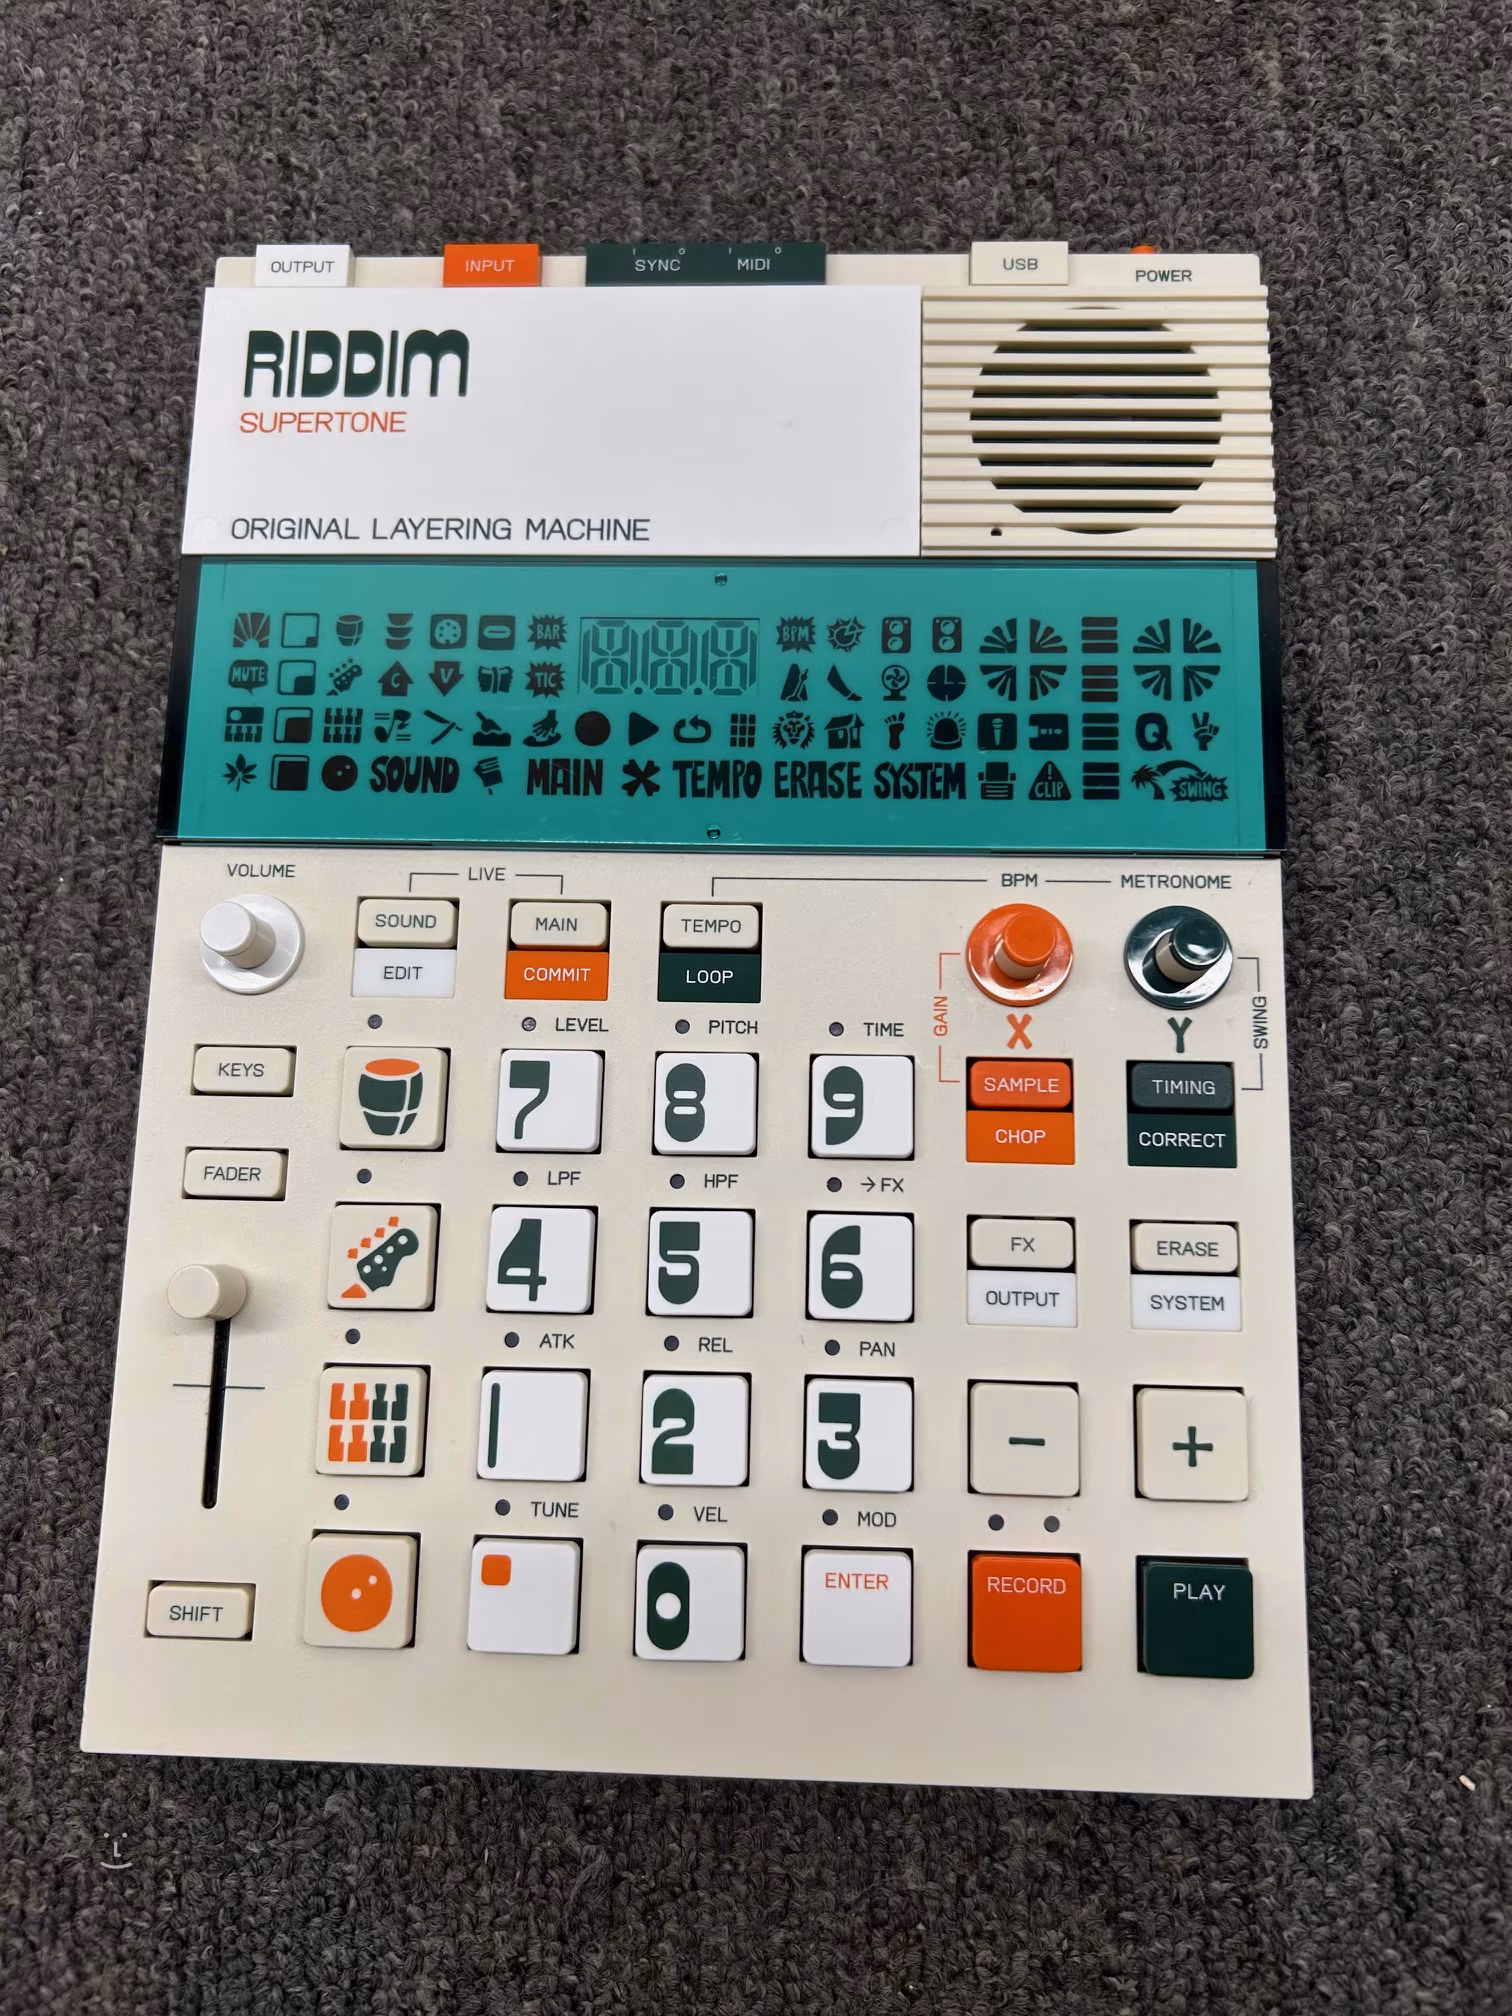 OUTPUT INPUT SYNC MIDI USB POWER
RIDDIM
SUPERTONE
ORIGINAL LAYERING MACHINE
BAR BPM
MUTE C V TIC
Q
SOUND MAIN TEMPO ERASE SYSTEM CLIP SWING
VOLUME LIVE BPM METRONOME
SOUND MAIN TEMPO
EDIT COMMIT LOOP
GAIN X Y SWING
LEVEL PITCH TIME
KEYS 7 8 9 SAMPLE TIMING
CHOP CORRECT
FADER LPF HPF →FX
4 5 6 FX ERASE
OUTPUT SYSTEM
ATK REL PAN
1 2 3 - +
TUNE VEL MOD
SHIFT 0 ENTER RECORD PLAY